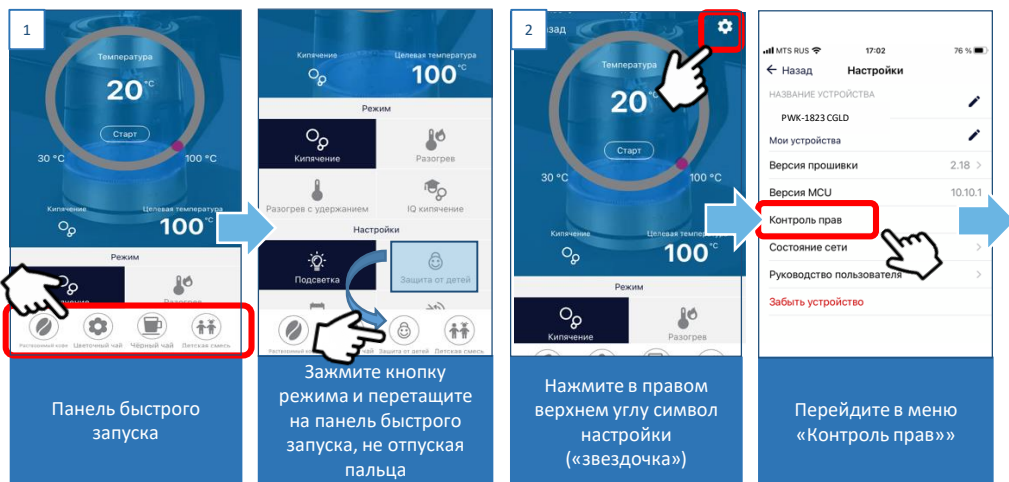 1
Температура
20 °C
Старт
30 °C
100 °C
Кипячение
Целевая температура
100 °C
Режим
Разогрев
Растворимый кофе
Цветочный чай
Чёрный чай
Детская смесь
Панель быстрого
запуска
Кипячение
Целевая температура
100 °C
Режим
Кипячение
Разогрев
Разогрев с удержанием
IQ кипячение
Настройки
Подсветка
Защита от детей
чай
Защита от детей
Детская смесь
Зажмите кнопку
режима и перетащите
на панель быстрого
запуска, не отпуская
пальца
2
зад
Температура
20
Старт
30 °C
100 °C
Кипячение
Целевая температура
100 °C
Режим
Кипячение
Разогрев
Нажмите в правом
верхнем углу символ
настройки
(«звездочка»)
MTS RUS
17:02
76 %
← Назад
Настройки
НАЗВАНИЕ УСТРОЙСТВА
PWK-1823 CGLD
Мои устройства
Версия прошивки
2.18 >
Версия MCU
10.10.1
Контроль прав
Состояние сети
>
Руководство пользователя
>
Забыть устройство
Перейдите в меню
«Контроль прав»»